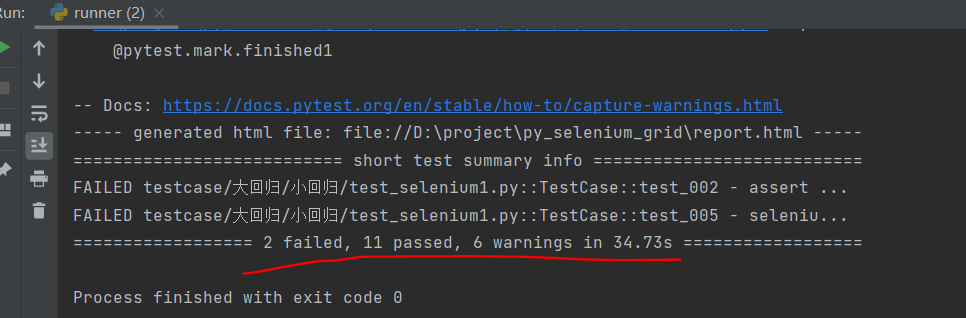 Run: runner (2)
@pytest.mark.finished1
-- Docs: https://docs.pytest.org/en/stable/how-to/capture-warnings.html
----- generated html file: file://D:\project\py_selenium_grid\report.html -----
========================== short test summary info ==========================
FAILED testcase/大回归/小回归/test_selenium1.py::TestCase::test_002 - assert ...
FAILED testcase/大回归/小回归/test_selenium1.py::TestCase::test_005 - seleniu...
================= 2 failed, 11 passed, 6 warnings in 34.73s =================
Process finished with exit code 0